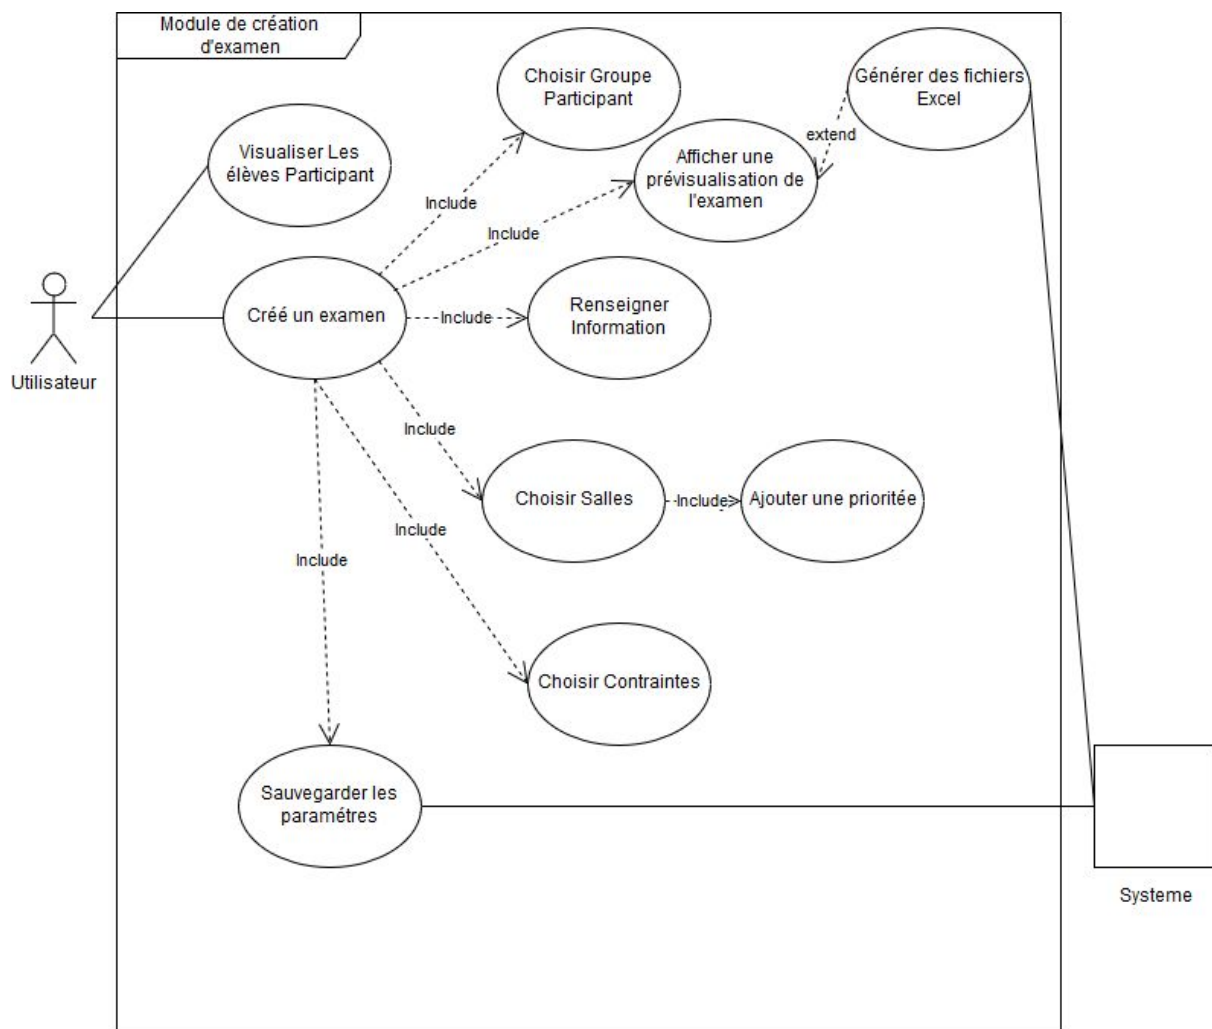 Module de création
d'examen
Choisir Groupe
Participant
Générer des fichiers
Excel
extend
Visualiser Les
élèves Participant
Afficher une
prévisualisation de
l'examen
Include
Include
Créé un examen
Include
Renseigner
Information
Utilisateur
Include
Choisir Salles
Include
Ajouter une prioritée
Include
Include
Choisir Contraintes
Sauvegarder les
paramétres
Systeme